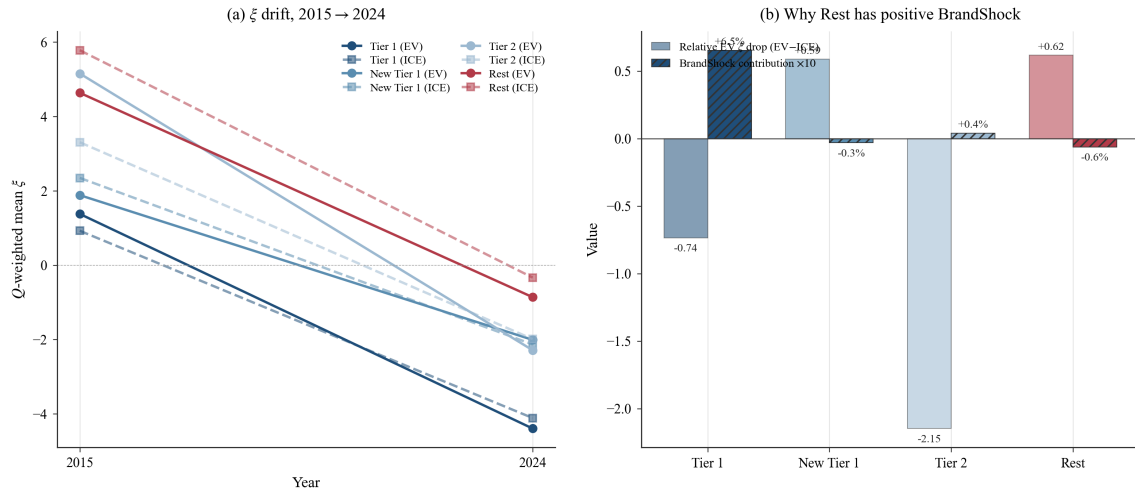 (a) ξ drift, 2015→2024
6
4
2
0
−2
−4
Q-weighted mean ξ
2015
2024
Year
Tier 1 (EV)
Tier 1 (ICE)
New Tier 1 (EV)
New Tier 1 (ICE)
Tier 2 (EV)
Tier 2 (ICE)
Rest (EV)
Rest (ICE)
(b) Why Rest has positive BrandShock
Relative EV ξ drop (EV−ICE)
BrandShock contribution ×10
0.5
0.0
−0.5
−1.0
−1.5
−2.0
Value
-0.74
+6.5%
+0.59
-0.3%
-2.15
+0.4%
+0.62
-0.6%
Tier 1
New Tier 1
Tier 2
Rest